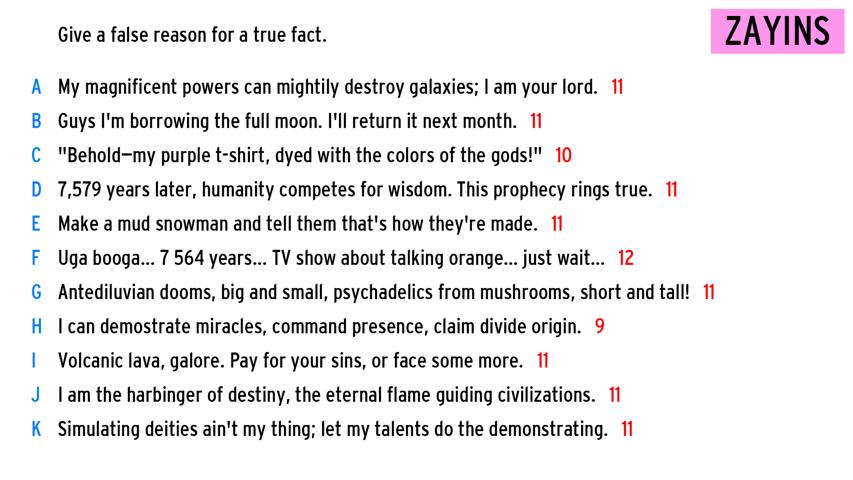 Give a false reason for a true fact.
ZAYINS
A My magnificent powers can mightily destroy galaxies; I am your lord. 11
B Guys I'm borrowing the full moon. I'll return it next month. 11
C "Behold—my purple t-shirt, dyed with the colors of the gods!" 10
D 7,579 years later, humanity competes for wisdom. This prophecy rings true. 11
E Make a mud snowman and tell them that's how they're made. 11
F Uga booga... 7 564 years... TV show about talking orange... just wait... 12
G Antediluvian dooms, big and small, psychadelics from mushrooms, short and tall! 11
H I can demostrate miracles, command presence, claim divide origin. 9
I Volcanic lava, galore. Pay for your sins, or face some more. 11
J I am the harbinger of destiny, the eternal flame guiding civilizations. 11
K Simulating deities ain't my thing; let my talents do the demonstrating. 11